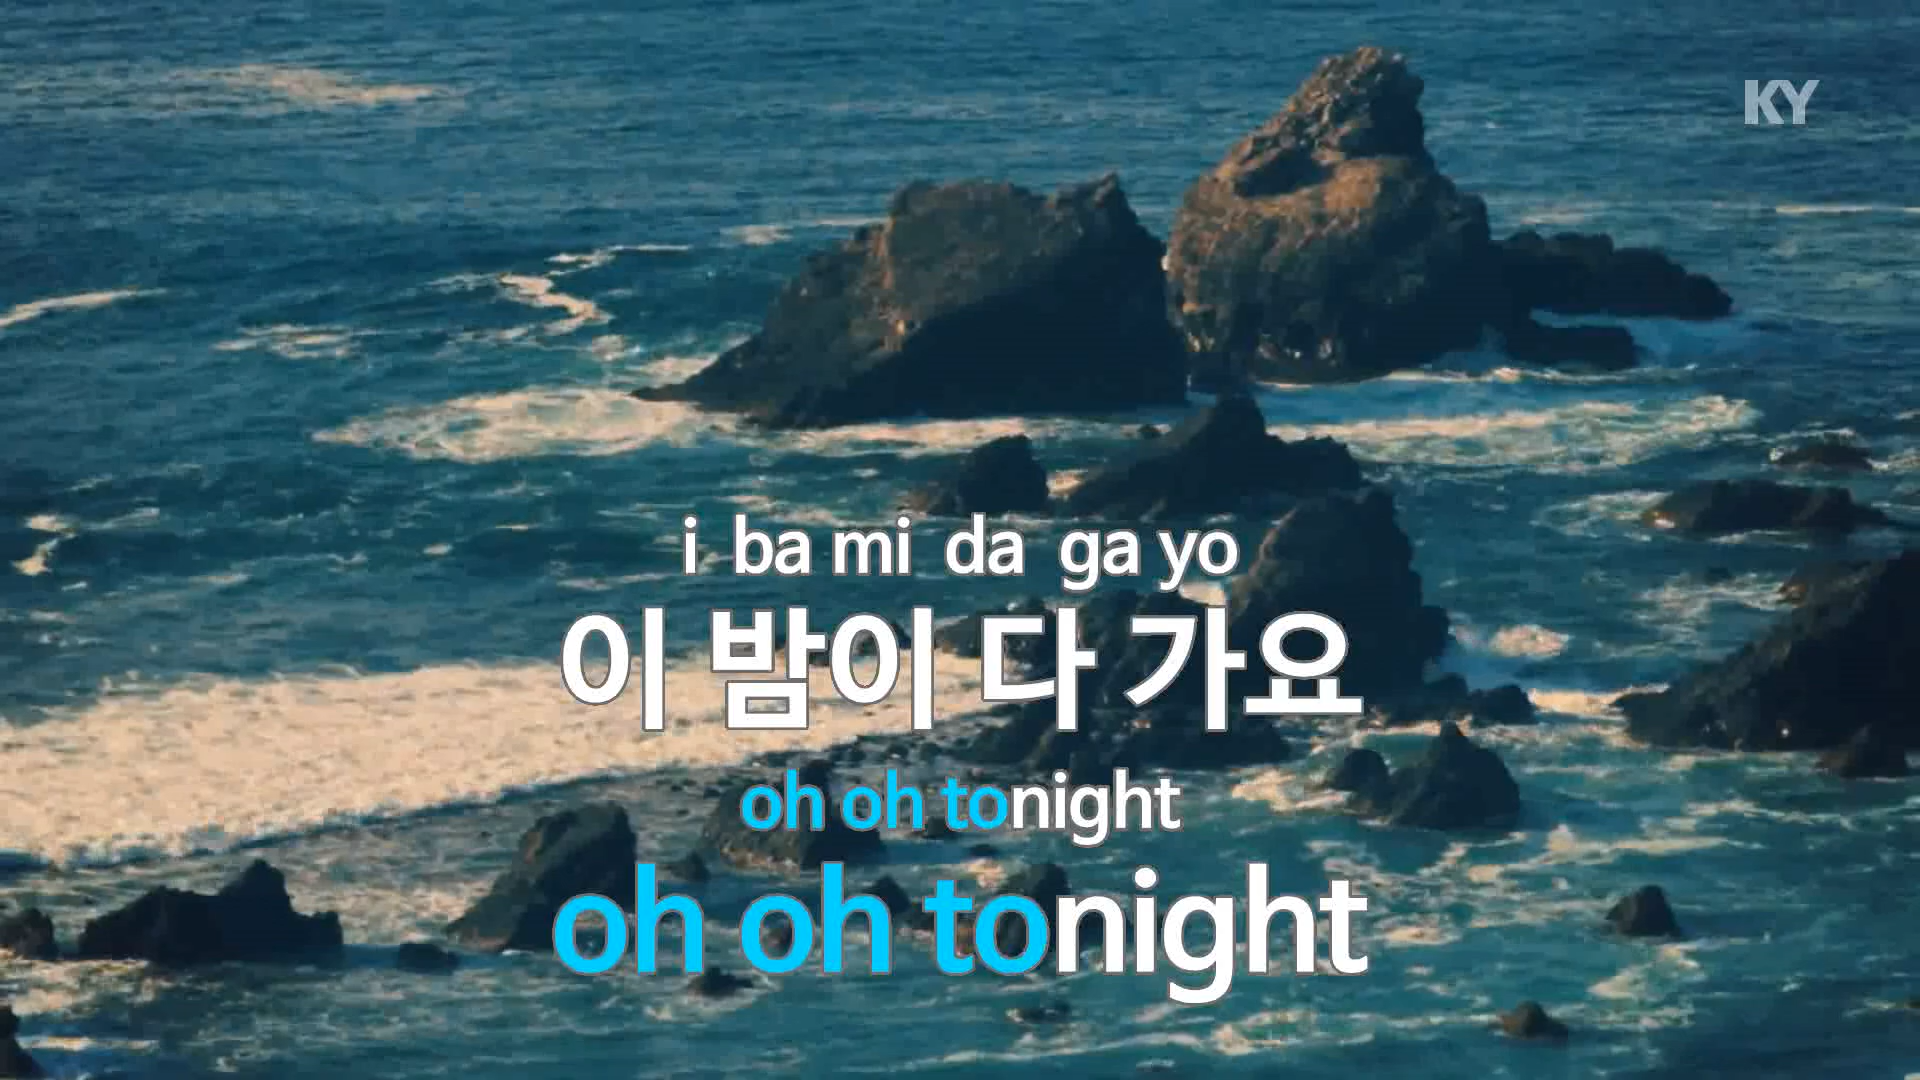 KY
i ba mi da ga yo
이 밤이 다 가요
oh oh tonight
oh oh tonight